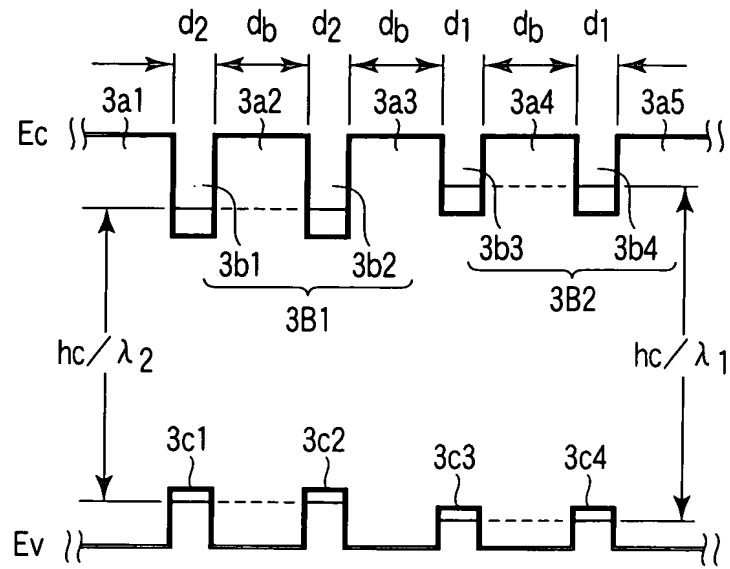 d2 db d2 db d1 db d1
3a1 3a2 3a3 3a4 3a5
Ec
3b1 3b2 3b3 3b4
3B1 3B2
hc/λ2 hc/λ1
3c1 3c2 3c3 3c4
Ev